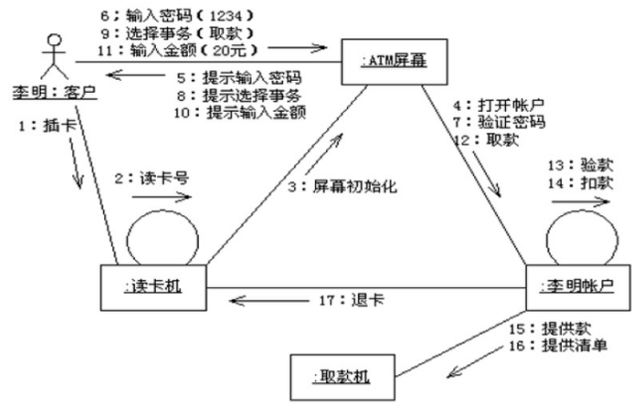 6；输入密码（1234）
9：选择事务（取款）
11：输入金额（20元）
:ATM屏幕
李明：客户
5：提示输入密码
8：提示选择事务
10：提示输入金额
1：插卡
4：打开帐户
7：验证密码
12：取款
2：读卡号
3：屏幕初始化
13：验款
14：扣款
:读卡机
:李明帐户
17：退卡
15：提供款
16：提供清单
:取款机